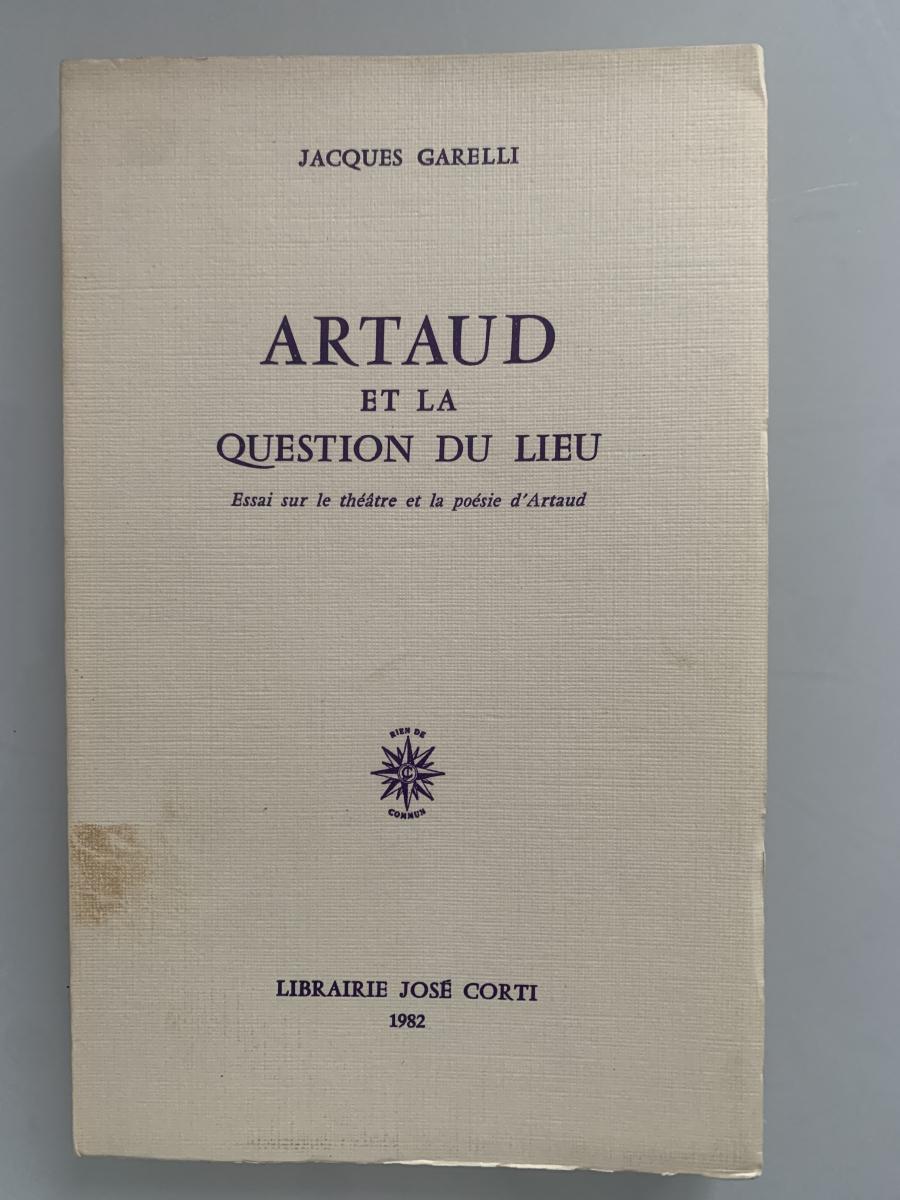 JACQUES GARELLI
ARTAUD
ET LA
QUESTION DU LIEU
Essai sur le théâtre et la poésie d'Artaud
RIEN DE
COMMUN
LIBRAIRIE JOSÉ CORTI
1982